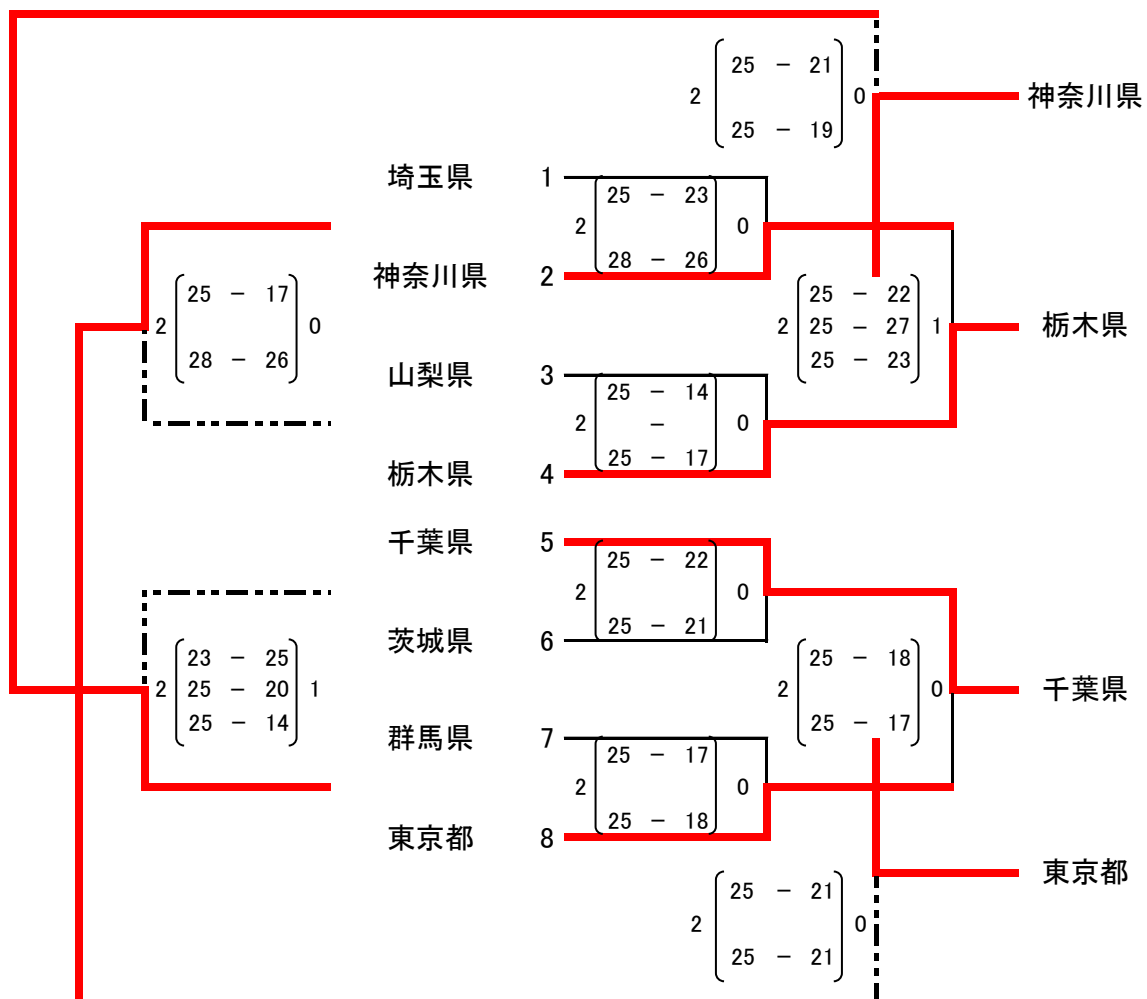 25 － 21
2 0
25 － 19
神奈川県
埼玉県 1
25 － 23
2 0
28 － 26
神奈川県 2
25 － 17
2 0
28 － 26
25 － 22
2 25 － 27 1
25 － 23
栃木県
山梨県 3
25 － 14
2 － 0
25 － 17
栃木県 4
千葉県 5
25 － 22
2 0
25 － 21
茨城県 6
23 － 25
2 25 － 20 1
25 － 14
25 － 18
2 0
25 － 17
千葉県
群馬県 7
25 － 17
2 0
25 － 18
東京都 8
東京都
25 － 21
2 0
25 － 21